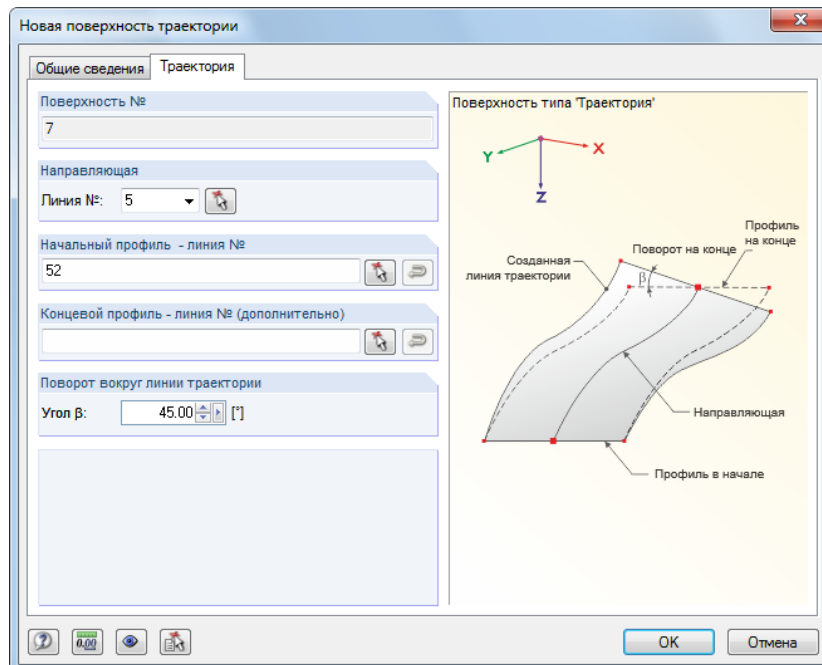 Новая поверхность траектории
Общие сведения
Траектория
Поверхность №
7
Направляющая
Линия №: 5
Начальный профиль - линия №
52
Концевой профиль - линия № (дополнительно)
Поворот вокруг линии траектории
Угол β: 45.00 [°]
Поверхность типа 'Траектория'
Y
X
Z
Профиль
на конце
Поворот на конце
Созданная
линия траектории
β
Направляющая
Профиль в начале
0.00
OK
Отмена